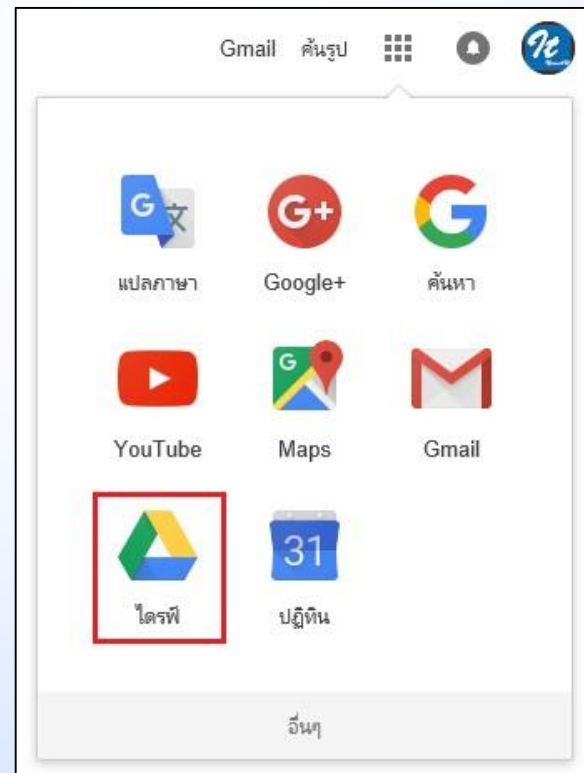 Gmail ค้นรูป
แปลภาษา Google+ ค้นหา
YouTube Maps Gmail
31
ไดรฟ์ ปฏิทิน
อื่นๆ